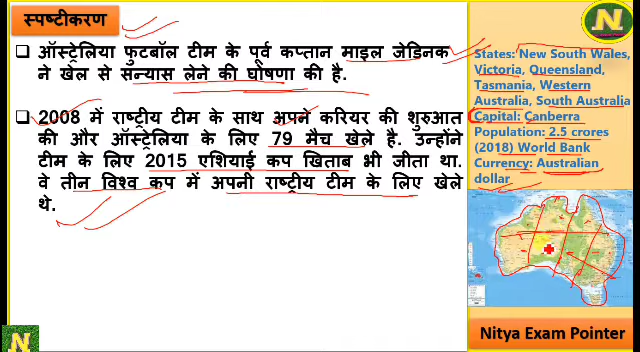 स्पष्टीकरण
ऑस्ट्रेलिया फुटबॉल टीम के पूर्व कप्तान माइल जेडिनक
ने खेल से सन्यास लेने की घोषणा की है.
2008 में राष्ट्रीय टीम के साथ अपने करियर की शुरुआत
की और ऑस्ट्रेलिया के लिए 79 मैच खेले है. उन्होंने
टीम के लिए 2015 एशियाई कप खिताब भी जीता था.
वे तीन विश्व कप में अपनी राष्ट्रीय टीम के लिए खेले
थे.
N
States: New South Wales,
Victoria, Queensland,
Tasmania, Western
Australia, South Australia
Capital: Canberra
Population: 2.5 crores
(2018) World Bank
Currency: Australian
dollar
N
Nitya Exam Pointer